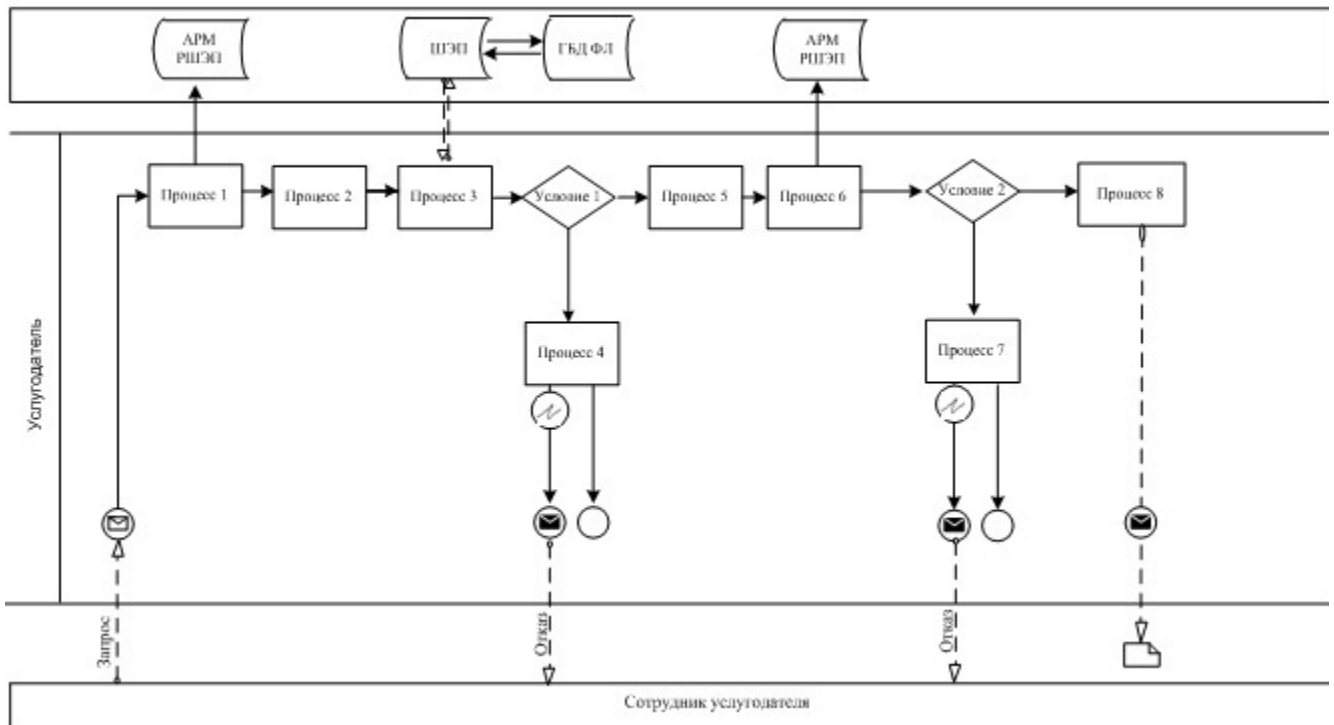 АРМ
РШЭП
ШЭП
ГБД ФЛ
АРМ
РШЭП
Процесс 1
Процесс 2
Процесс 3
Условие 1
Процесс 5
Процесс 6
Условие 2
Процесс 8
Процесс 4
Процесс 7
Услугодатель
Запрос
Отказ
Отказ
Сотрудник услугодателя